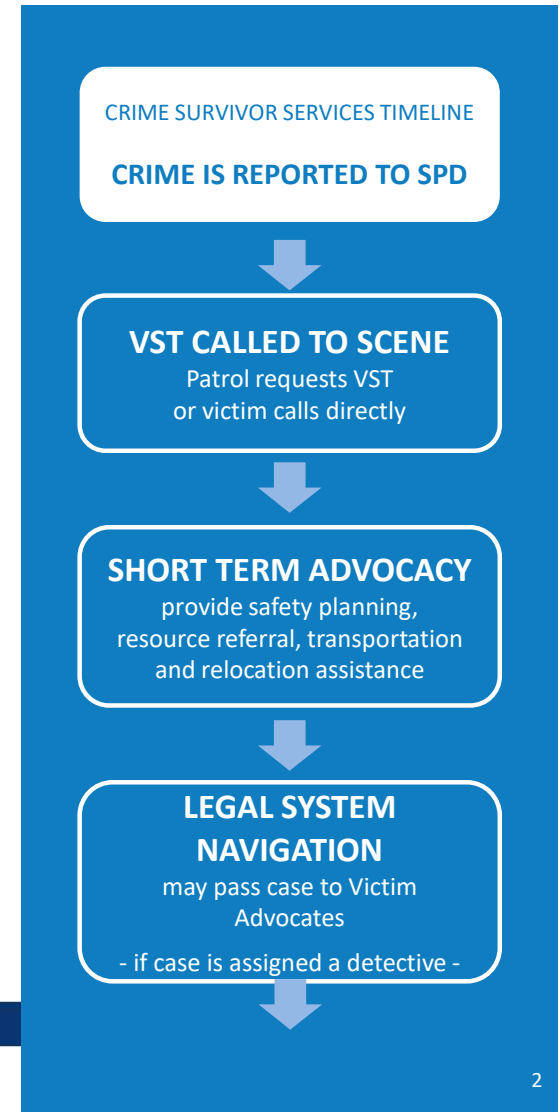 CRIME SURVIVOR SERVICES TIMELINE
CRIME IS REPORTED TO SPD
VST CALLED TO SCENE
Patrol requests VST
or victim calls directly
SHORT TERM ADVOCACY
provide safety planning,
resource referral, transportation
and relocation assistance
LEGAL SYSTEM
NAVIGATION
may pass case to Victim
Advocates
- if case is assigned a detective -
2